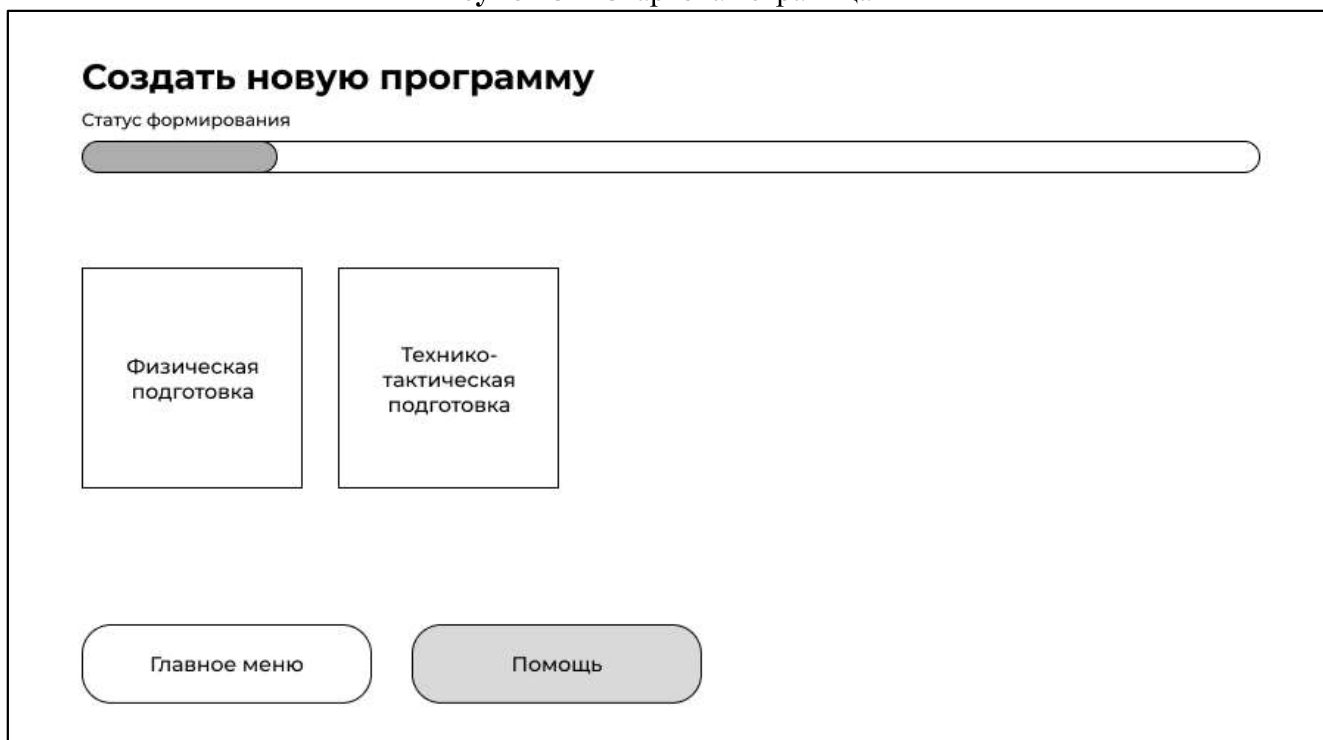 Создать новую программу
Статус формирования
Физическая
подготовка
Технико-
тактическая
подготовка
Главное меню
Помощь